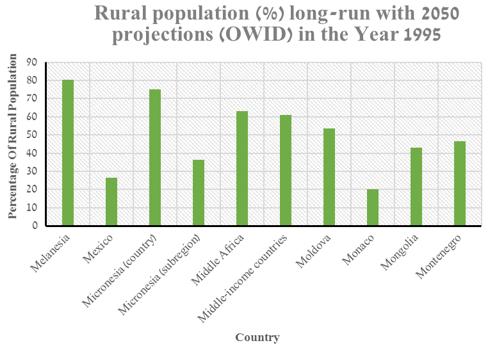 Rural population (%) long-run with 2050
projections (OWID) in the Year 1995
Percentage Of Rural Population
90
80
70
60
50
40
30
20
10
0
Melanesia
Mexico
Micronesia (country)
Micronesia (subregion)
Middle Africa
Middle-income countries
Moldova
Monaco
Mongolia
Montenegro
Country